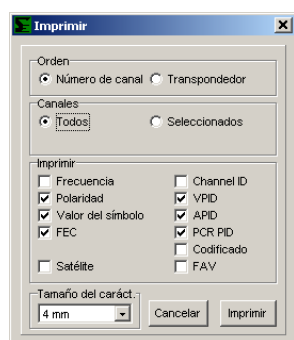 Imprimir
Orden
Número de canal Transpondedor
Canales
Todos Seleccionados
Imprimir
Frecuencia Channel ID
Polaridad VPID
Valor del símbolo APID
FEC PCR PID
Codificado
Satélite FAV
Tamaño del caráct.
4 mm Cancelar Imprimir